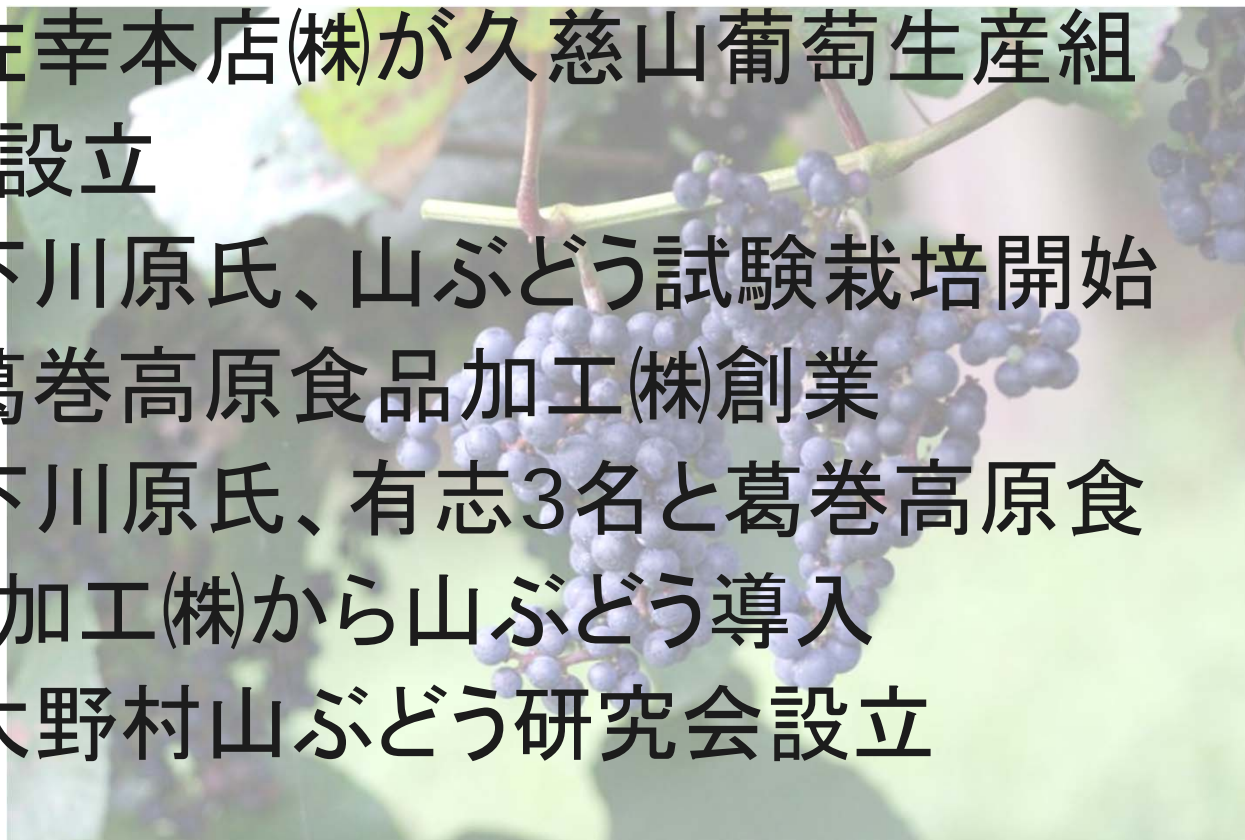 幸本店㈱が久慈山葡萄生産組
設立
下川原氏、山ぶどう試験栽培開始
葛巻高原食品加工㈱創業
下川原氏、有志3名と葛巻高原食
加工㈱から山ぶどう導入
大野村山ぶどう研究会設立